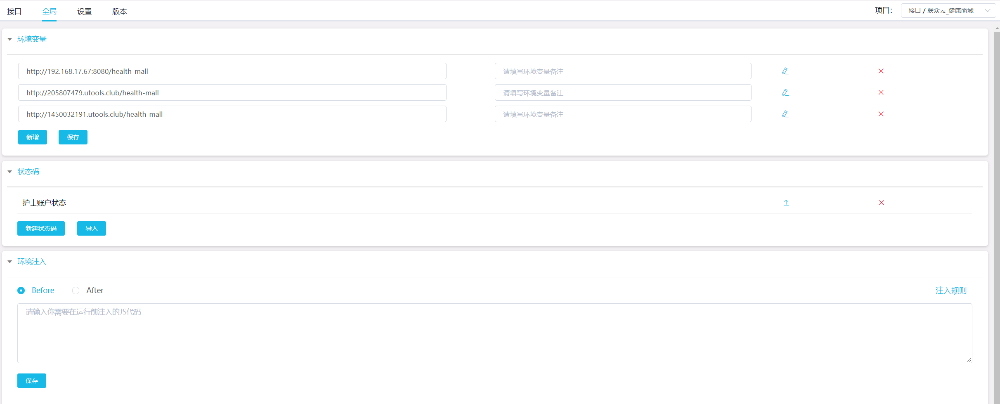 接口 全局 设置 版本 项目： 接口 / 联众云_健康商城
环境变量
http://192.168.17.67:8080/health-mall 请填写环境变量备注
http://205807479.utools.club/health-mall 请填写环境变量备注
http://1450032191.utools.club/health-mall 请填写环境变量备注
新增 保存
状态码
护士账户状态
新建状态码 导入
环境注入
Before After 注入规则
请输入你需要在运行前注入的JS代码
保存